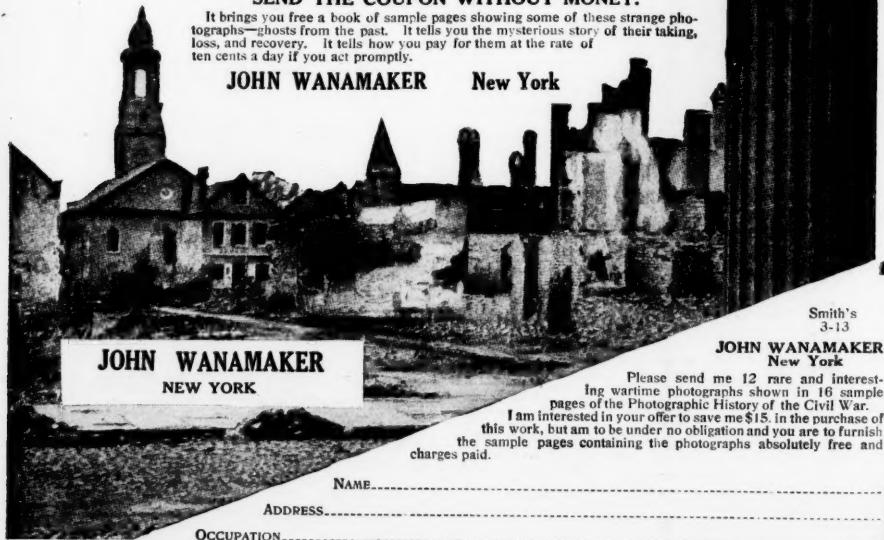 SEND THE COUPON WITHOUT MONEY.
It brings you free a book of sample pages showing some of these strange pho-
tographs—ghosts from the past. It tells you the mysterious story of their taking,
loss, and recovery. It tells how you pay for them at the rate of
ten cents a day if you act promptly.
JOHN WANAMAKER New York
JOHN WANAMAKER
NEW YORK
Smith's
3-13
JOHN WANAMAKER
New York
Please send me 12 rare and interest-
ing wartime photographs shown in 16 sample
pages of the Photographic History of the Civil War.
I am interested in your offer to save me $15. in the purchase of
this work, but am to be under no obligation and you are to furnish
the sample pages containing the photographs absolutely free and
charges paid.
NAME
ADDRESS
OCCUPATION